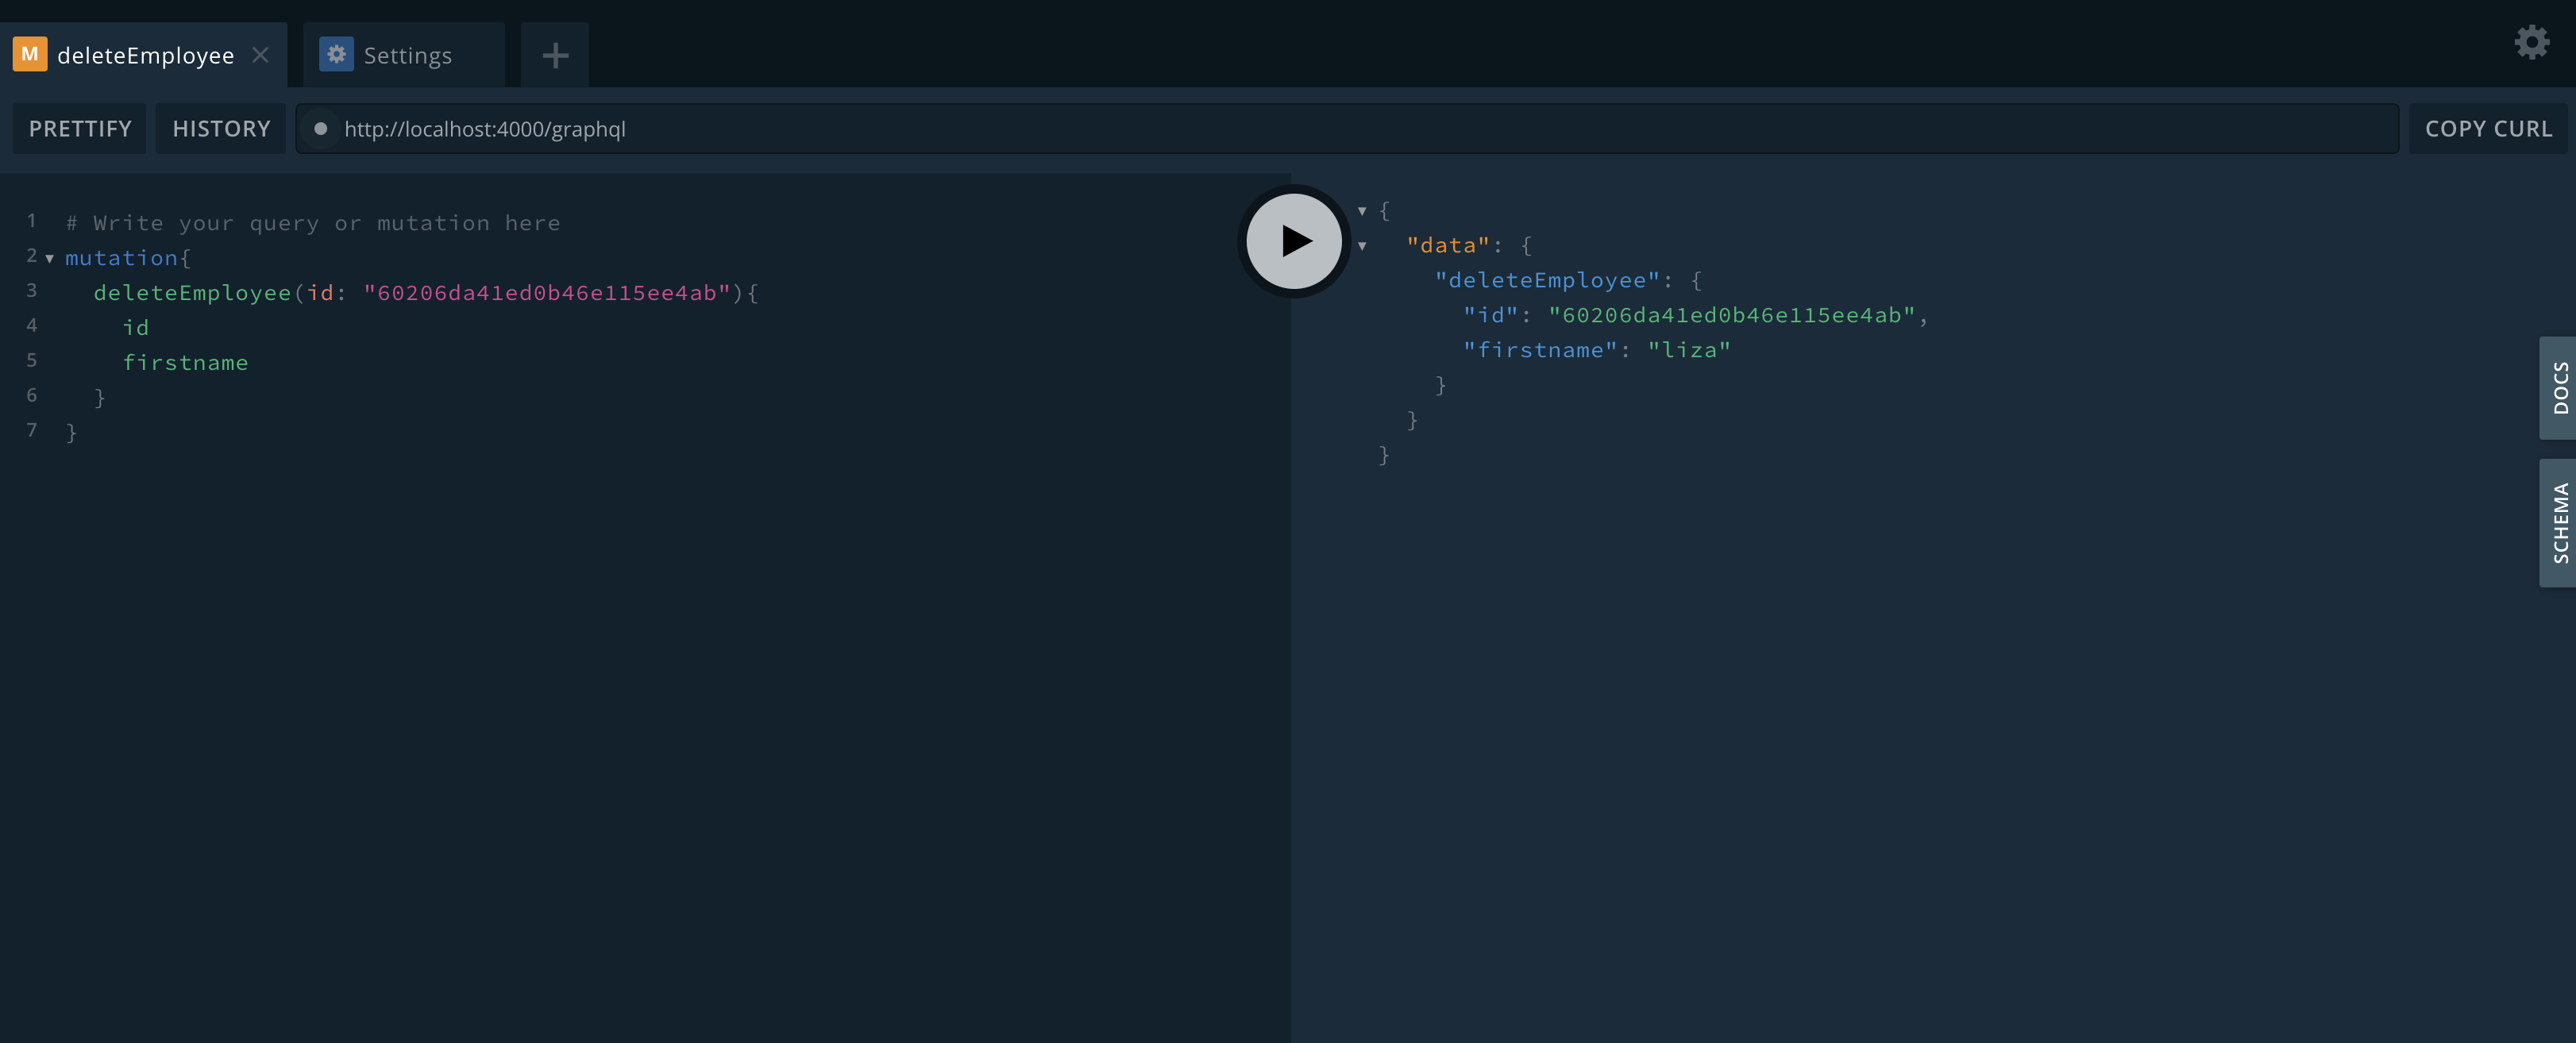 M deleteEmployee Settings
PRETTIFY HISTORY http://localhost:4000/graphql COPY CURL
1 # Write your query or mutation here
2 mutation{
3 deleteEmployee(id: "60206da41ed0b46e115ee4ab"){
4 id
5 firstname
6 }
7 }
{
"data": {
"deleteEmployee": {
"id": "60206da41ed0b46e115ee4ab",
"firstname": "liza"
}
}
}
DOCS
SCHEMA